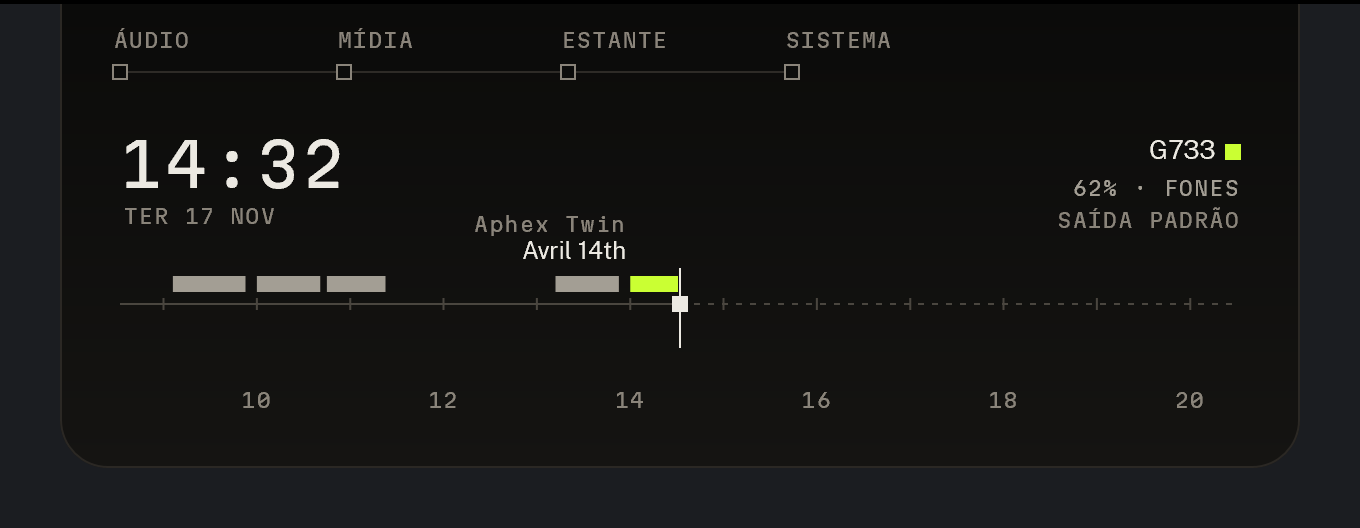 ÁUDIO MÍDIA ESTANTE SISTEMA
14:32
TER 17 NOV
G733
62% · FONES
SAÍDA PADRÃO
Aphex Twin
Avril 14th
10 12 14 16 18 20